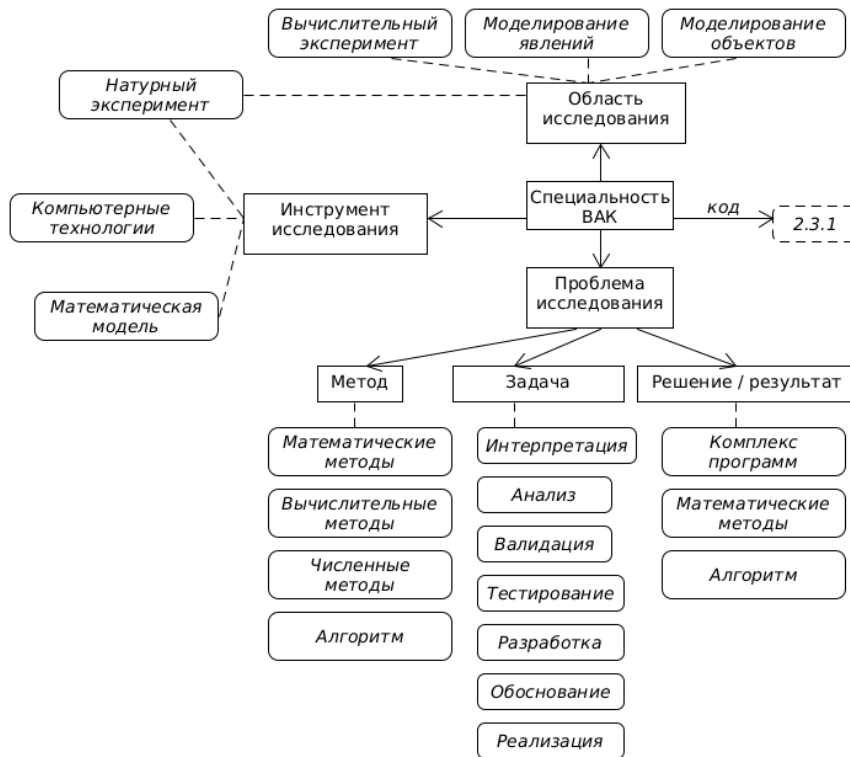 Вычислительный
эксперимент
Моделирование
явлений
Моделирование
объектов
Натурный
эксперимент
Область
исследования
Компьютерные
технологии
Инструмент
исследования
Специальность
ВАК
код
2.3.1
Математическая
модель
Проблема
исследования
Метод
Задача
Решение / результат
Математические
методы
Вычислительные
методы
Численные
методы
Алгоритм
Интерпретация
Анализ
Валидация
Тестирование
Разработка
Обоснование
Реализация
Комплекс
программ
Математические
методы
Алгоритм